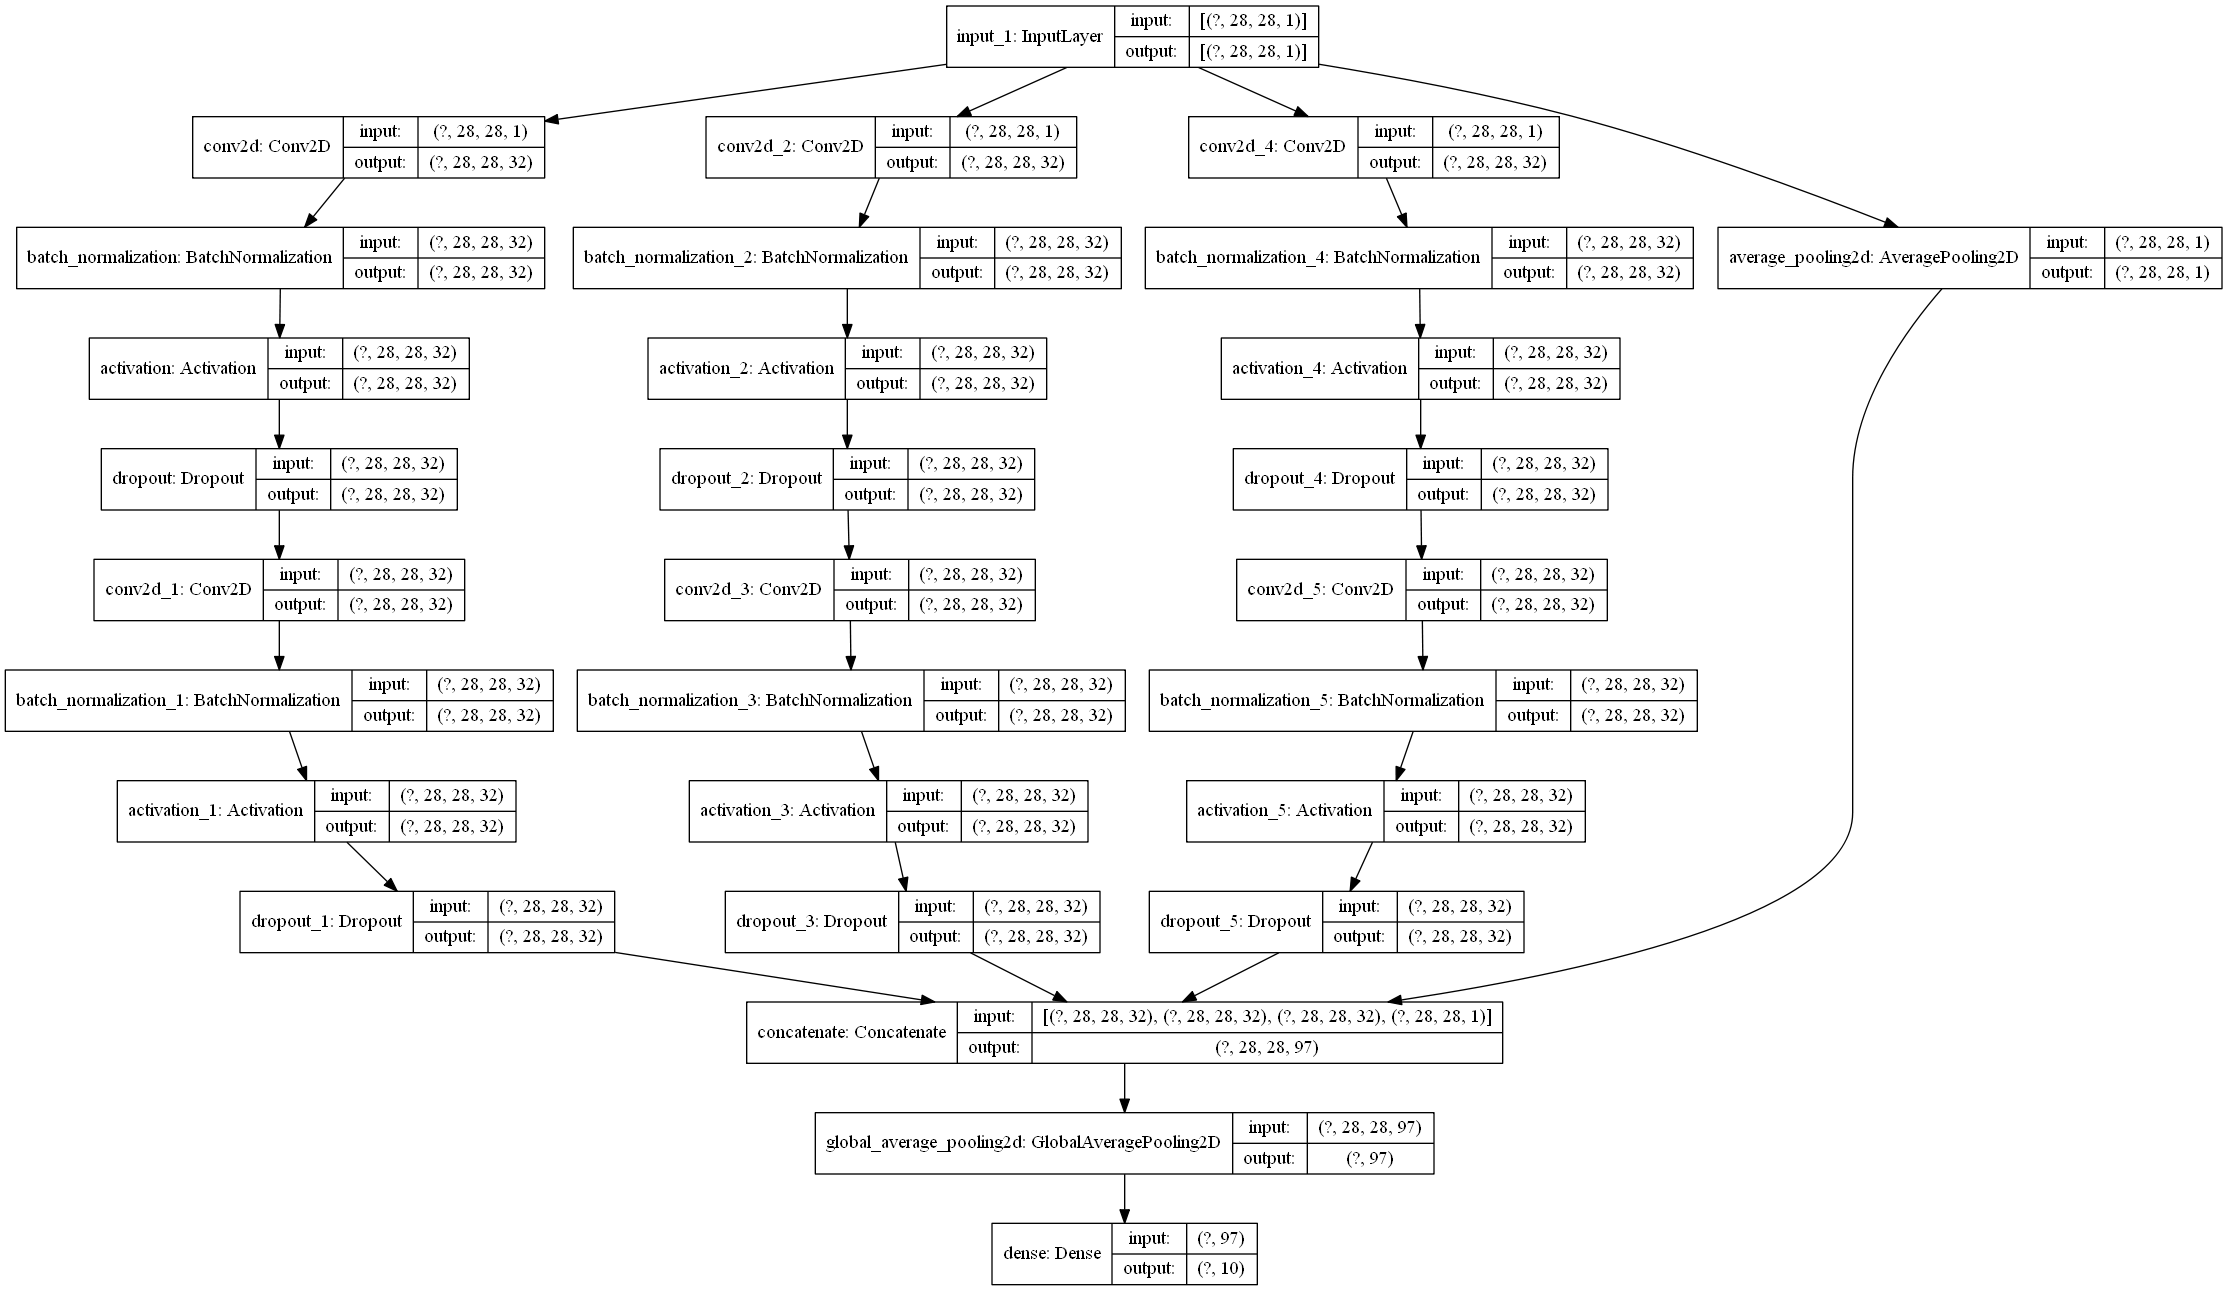 input_1: InputLayer
input: [(?, 28, 28, 1)]
output: [(?, 28, 28, 1)]
conv2d: Conv2D
input: (?, 28, 28, 1)
output: (?, 28, 28, 32)
conv2d_2: Conv2D
input: (?, 28, 28, 1)
output: (?, 28, 28, 32)
conv2d_4: Conv2D
input: (?, 28, 28, 1)
output: (?, 28, 28, 32)
batch_normalization: BatchNormalization
input: (?, 28, 28, 32)
output: (?, 28, 28, 32)
batch_normalization_2: BatchNormalization
input: (?, 28, 28, 32)
output: (?, 28, 28, 32)
batch_normalization_4: BatchNormalization
input: (?, 28, 28, 32)
output: (?, 28, 28, 32)
average_pooling2d: AveragePooling2D
input: (?, 28, 28, 1)
output: (?, 28, 28, 1)
activation: Activation
input: (?, 28, 28, 32)
output: (?, 28, 28, 32)
activation_2: Activation
input: (?, 28, 28, 32)
output: (?, 28, 28, 32)
activation_4: Activation
input: (?, 28, 28, 32)
output: (?, 28, 28, 32)
dropout: Dropout
input: (?, 28, 28, 32)
output: (?, 28, 28, 32)
dropout_2: Dropout
input: (?, 28, 28, 32)
output: (?, 28, 28, 32)
dropout_4: Dropout
input: (?, 28, 28, 32)
output: (?, 28, 28, 32)
conv2d_1: Conv2D
input: (?, 28, 28, 32)
output: (?, 28, 28, 32)
conv2d_3: Conv2D
input: (?, 28, 28, 32)
output: (?, 28, 28, 32)
conv2d_5: Conv2D
input: (?, 28, 28, 32)
output: (?, 28, 28, 32)
batch_normalization_1: BatchNormalization
input: (?, 28, 28, 32)
output: (?, 28, 28, 32)
batch_normalization_3: BatchNormalization
input: (?, 28, 28, 32)
output: (?, 28, 28, 32)
batch_normalization_5: BatchNormalization
input: (?, 28, 28, 32)
output: (?, 28, 28, 32)
activation_1: Activation
input: (?, 28, 28, 32)
output: (?, 28, 28, 32)
activation_3: Activation
input: (?, 28, 28, 32)
output: (?, 28, 28, 32)
activation_5: Activation
input: (?, 28, 28, 32)
output: (?, 28, 28, 32)
dropout_1: Dropout
input: (?, 28, 28, 32)
output: (?, 28, 28, 32)
dropout_3: Dropout
input: (?, 28, 28, 32)
output: (?, 28, 28, 32)
dropout_5: Dropout
input: (?, 28, 28, 32)
output: (?, 28, 28, 32)
concatenate: Concatenate
input: [(?, 28, 28, 32), (?, 28, 28, 32), (?, 28, 28, 32), (?, 28, 28, 1)]
output: (?, 28, 28, 97)
global_average_pooling2d: GlobalAveragePooling2D
input: (?, 28, 28, 97)
output: (?, 97)
dense: Dense
input: (?, 97)
output: (?, 10)